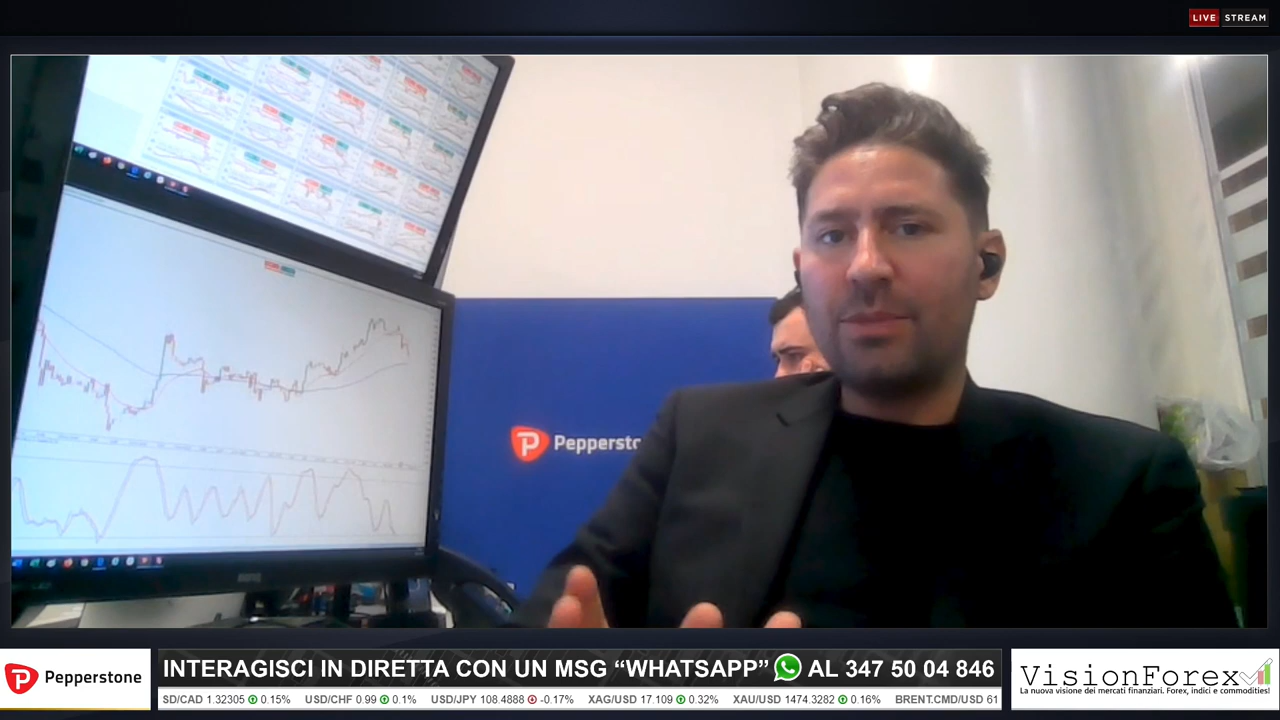 LIVE STREAM
Peppersto
Pepperstone
INTERAGISCI IN DIRETTA CON UN MSG “WHATSAPP” AL 347 50 04 846
VisionForex
La nuova visione dei mercati finanziari. Forex, indici e commodities!
SD/CAD 1.32305 0.15% USD/CHF 0.99 0.1% USD/JPY 108.4888 -0.17% XAG/USD 17.109 0.32% XAU/USD 1474.3282 0.16% BRENT.CMD/USD 61